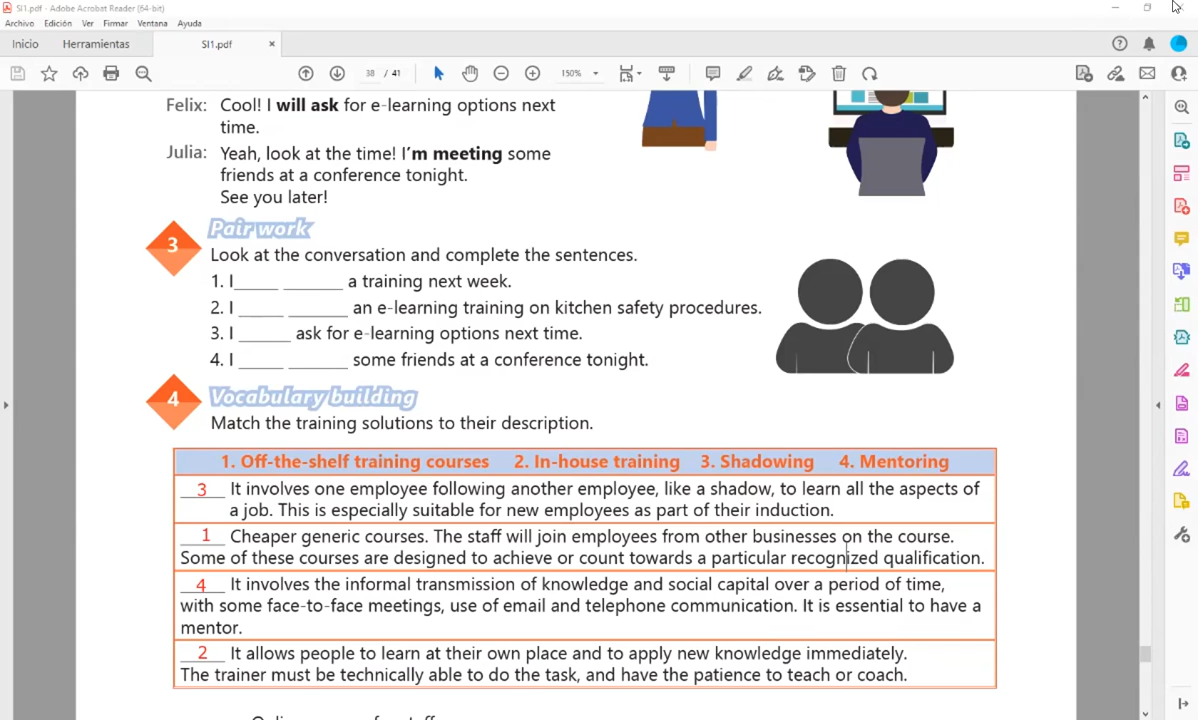 SI1.pdf - Adobe Acrobat Reader (64-bit)
Archivo Edición Ver Firmar Ventana Ayuda
Inicio Herramientas SI1.pdf ×
38 / 41 150%
Felix: Cool! I will ask for e-learning options next
time.
Julia: Yeah, look at the time! I'm meeting some
friends at a conference tonight.
See you later!
3 Pair work
Look at the conversation and complete the sentences.
1. I_____ ______ a training next week.
2. I _____ ______ an e-learning training on kitchen safety procedures.
3. I ______ ask for e-learning options next time.
4. I _____ ______ some friends at a conference tonight.
4 Vocabulary building
Match the training solutions to their description.
1. Off-the-shelf training courses 2. In-house training 3. Shadowing 4. Mentoring
3 It involves one employee following another employee, like a shadow, to learn all the aspects of
a job. This is especially suitable for new employees as part of their induction.
1 Cheaper generic courses. The staff will join employees from other businesses on the course.
Some of these courses are designed to achieve or count towards a particular recognized qualification.
4 It involves the informal transmission of knowledge and social capital over a period of time,
with some face-to-face meetings, use of email and telephone communication. It is essential to have a
mentor.
2 It allows people to learn at their own place and to apply new knowledge immediately.
The trainer must be technically able to do the task, and have the patience to teach or coach.